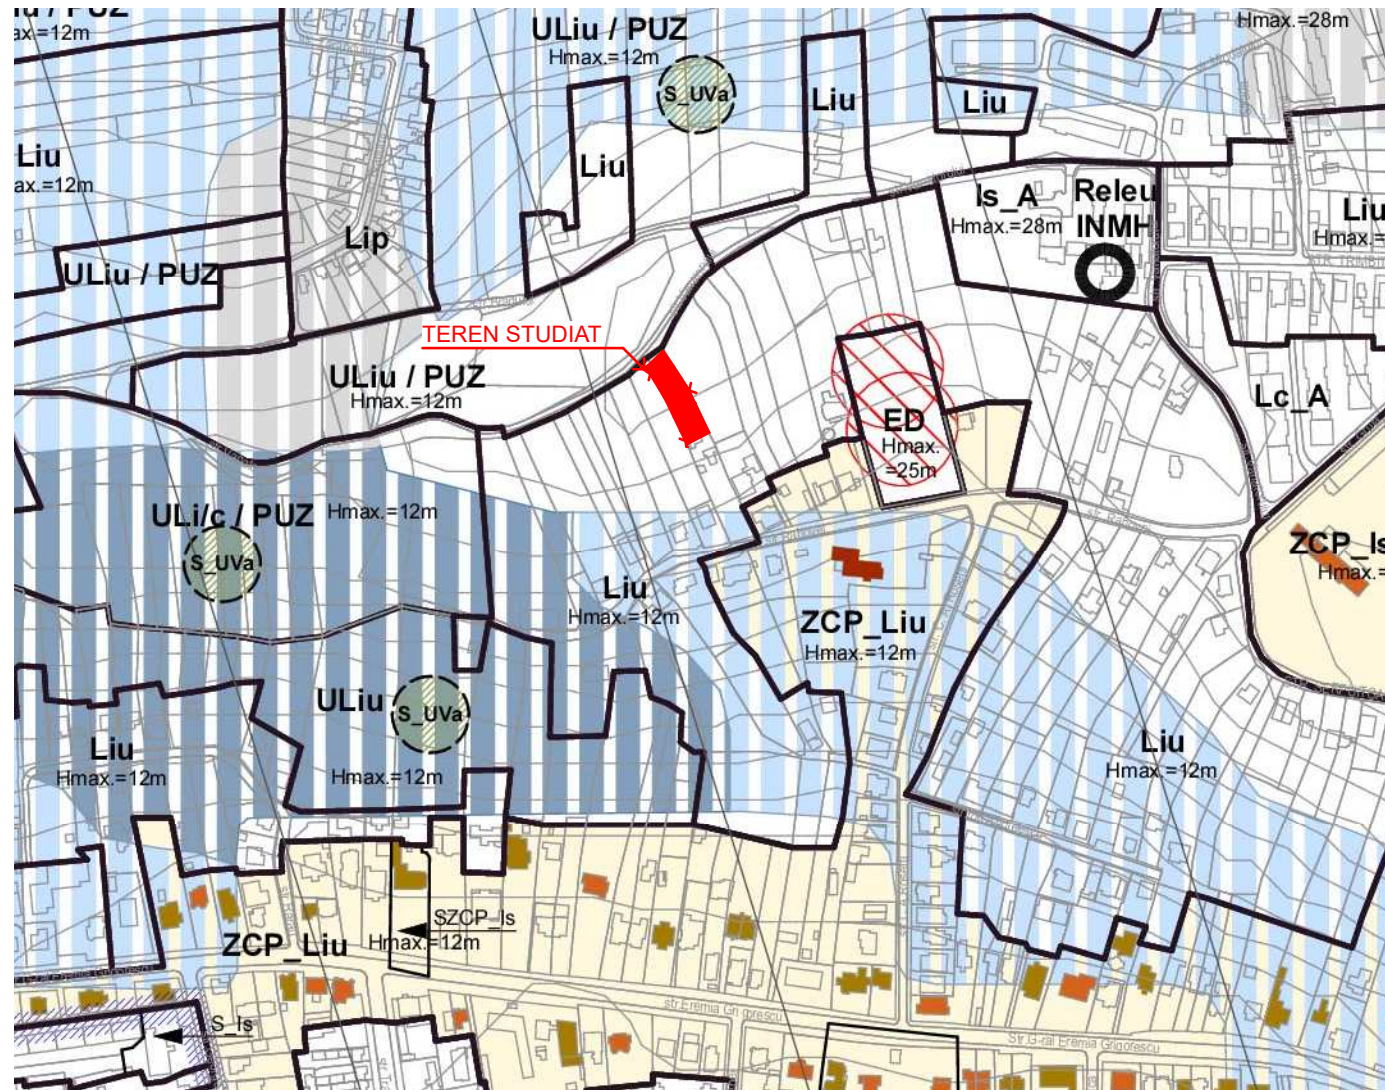 ULiu / PUZ
Hmax.=12m
Hmax.=28m
S_UVa
Liu
Liu
Liu
Liu
ax.=12m
Is_A
Hmax.=28m
Releu
INMH
Liu
Hmax.=
Lip
ULiu / PUZ
TEREN STUDIAT
ULiu / PUZ
Hmax.=12m
Lc_A
ED
Hmax.
=25m
ULi/c / PUZ
Hmax.=12m
S_UVa
ZCP_Is
Hmax.=
Liu
Hmax.=12m
ZCP_Liu
Hmax.=12m
ULiu
S_UVa
Hmax.=12m
Liu
Hmax.=12m
Liu
Hmax.=12m
SZCP_Is
ZCP_Liu
Hmax.=12m
str.Eremia Grigorescu
S_Is
Str.G-ral Eremia Grigorescu